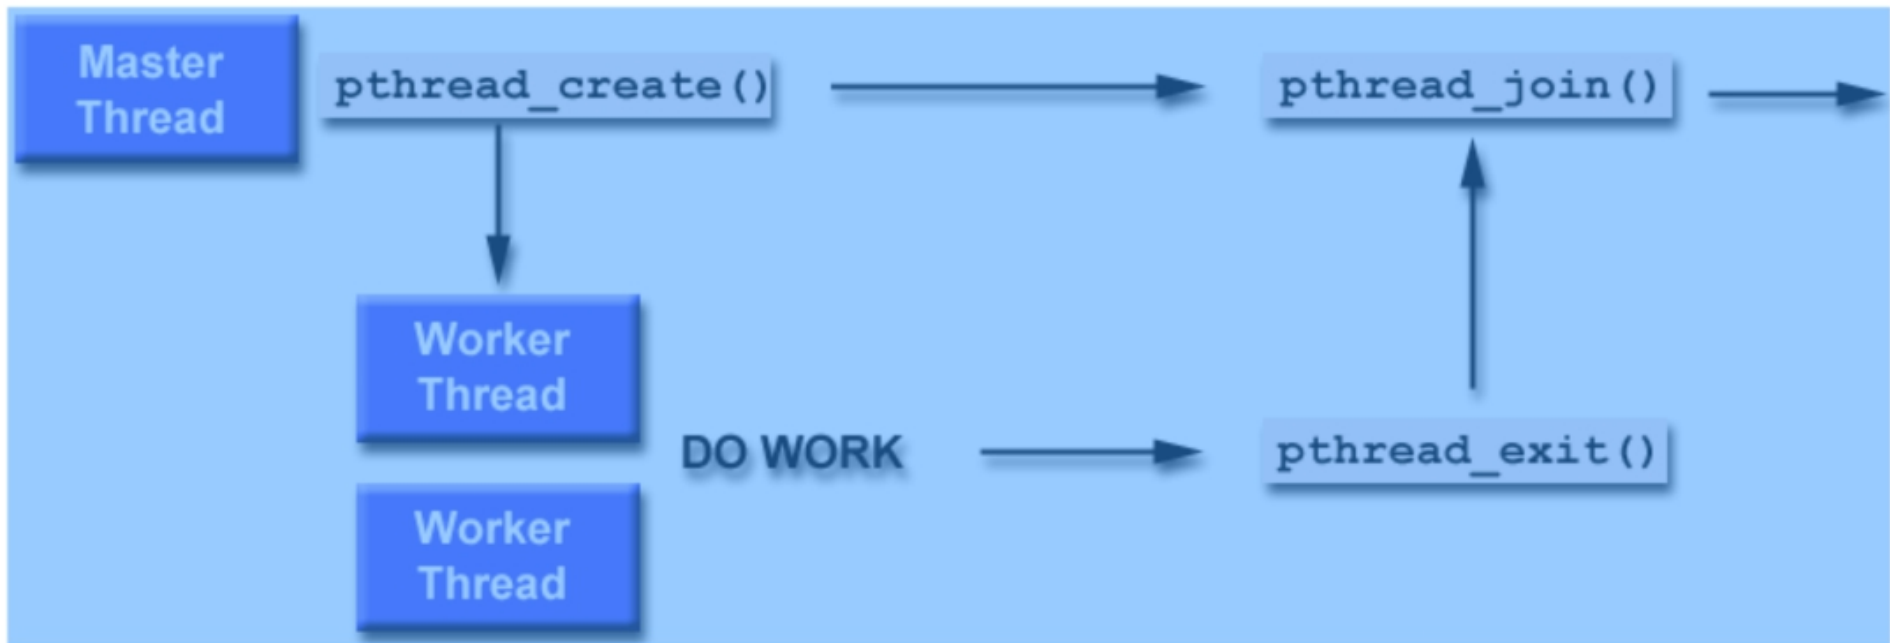 Master
Thread
pthread_create()
pthread_join()
Worker
Thread
DO WORK
pthread_exit()
Worker
Thread